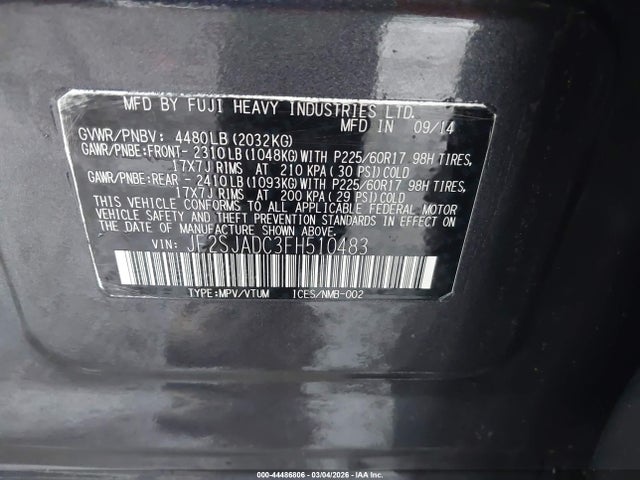 MFD BY FUJI HEAVY INDUSTRIES LTD.
MFD IN 09/14
GVWR/PNBV: 4480LB(2032KG)
GAWR/PNBE:FRONT- 2310LB(1048KG)WITH P225/60R17 98H TIRES,
17X7J RIMS AT 210 KPA(30 PSI)COLD
GAWR/PNBE:REAR - 2410LB(1093KG)WITH P225/60R17 98H TIRES,
17X7J RIMS AT 200 KPA(29 PSI)COLD
THIS VEHICLE CONFORMS TO ALL APPLICABLE FEDERAL MOTOR
VEHICLE SAFETY AND THEFT PREVENTION STANDARDS IN EFFECT ON
THE DATE OF MANUFACTURE SHOWN ABOVE.
VIN: JF2SJADC3FH510483
TYPE:MPV/VTUM ICES/NMB-002
000-44486806 - 03/04/2026 - IAA, Inc.